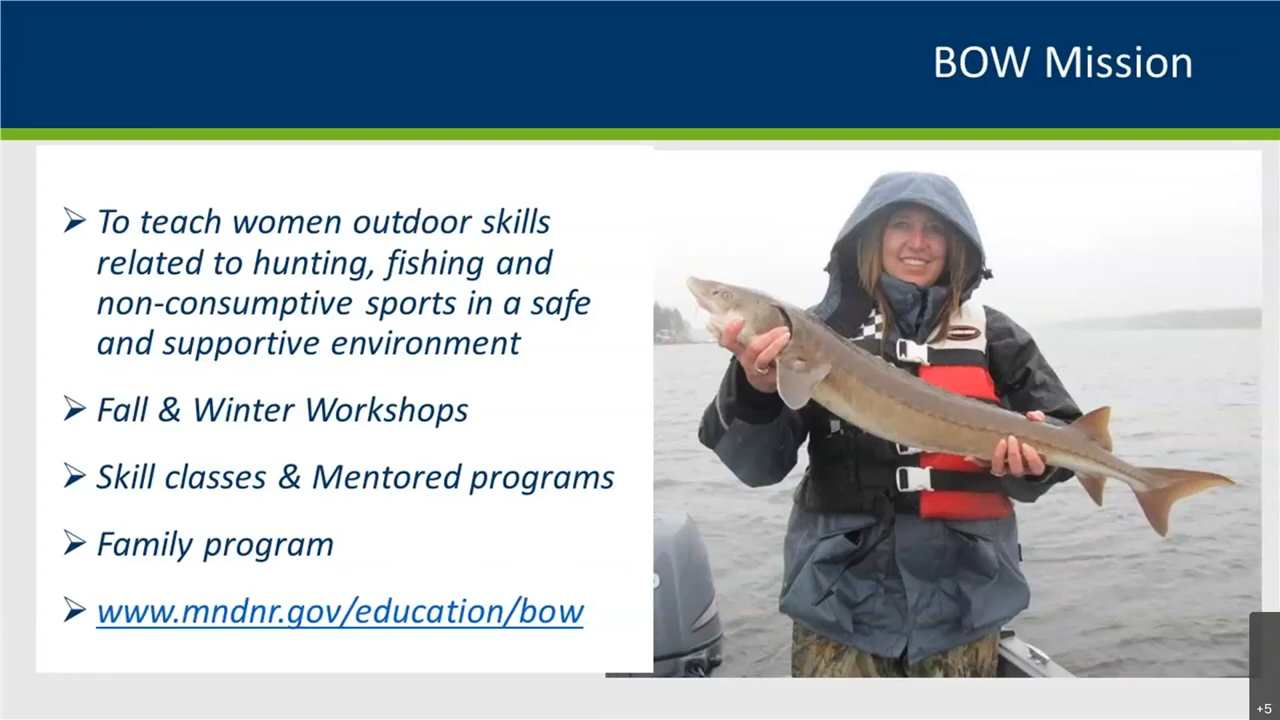 BOW Mission
To teach women outdoor skills
related to hunting, fishing and
non-consumptive sports in a safe
and supportive environment
Fall & Winter Workshops
Skill classes & Mentored programs
Family program
www.mndnr.gov/education/bow
+5